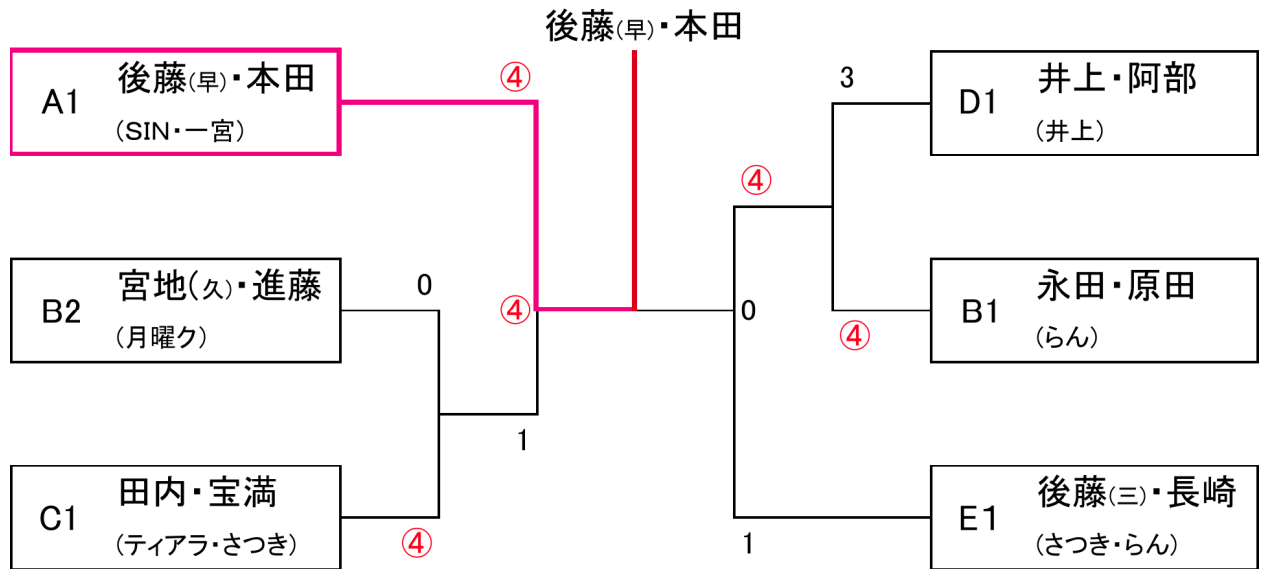 後藤(早)・本田
A1
後藤(早)・本田
(SIN・一宮)
④
3
D1
井上・阿部
(井上)
④
B2
宮地(久)・進藤
(月曜ク)
0
④
0
④
B1
永田・原田
(らん)
1
C1
田内・宝満
(ティアラ・さつき)
④
1
E1
後藤(三)・長崎
(さつき・らん)